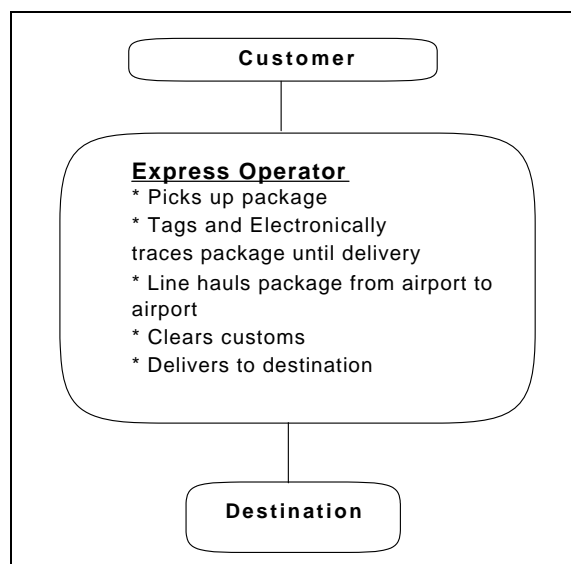 Customer
Express Operator
* Picks up package
* Tags and Electronically
traces package until delivery
* Line hauls package from airport to
airport
* Clears customs
* Delivers to destination
Destination